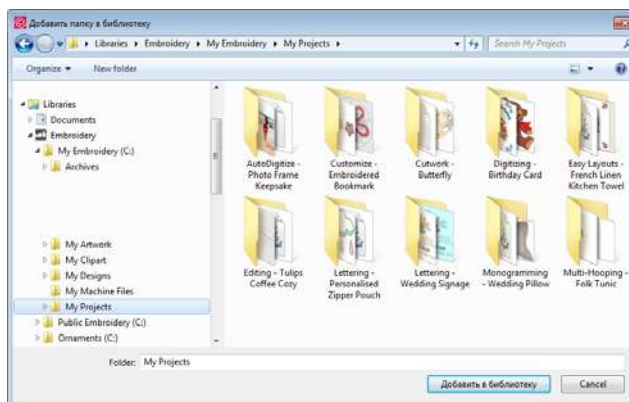 Добавить папку в библиотеку
Libraries ▸ Embroidery ▸ My Embroidery ▸ My Projects ▸
Search My Projects
Organize
New folder
Libraries
Documents
Embroidery
My Embroidery (C:)
Archives
My Artwork
My Clipart
My Designs
My Machine Files
My Projects
Public Embroidery (C:)
Ornaments (C:)
AutoDigitize -
Photo Frame
Keepsake
Customize -
Embroidered
Bookmark
Cutwork -
Butterfly
Digitizing -
Birthday Card
Easy Layouts -
French Linen
Kitchen Towel
Editing - Tulips
Coffee Cozy
Lettering -
Personalised
Zipper Pouch
Lettering -
Wedding Signage
Monogramming
- Wedding Pillow
Multi-Hooping -
Folk Tunic
Folder: My Projects
Добавить в библиотеку
Cancel